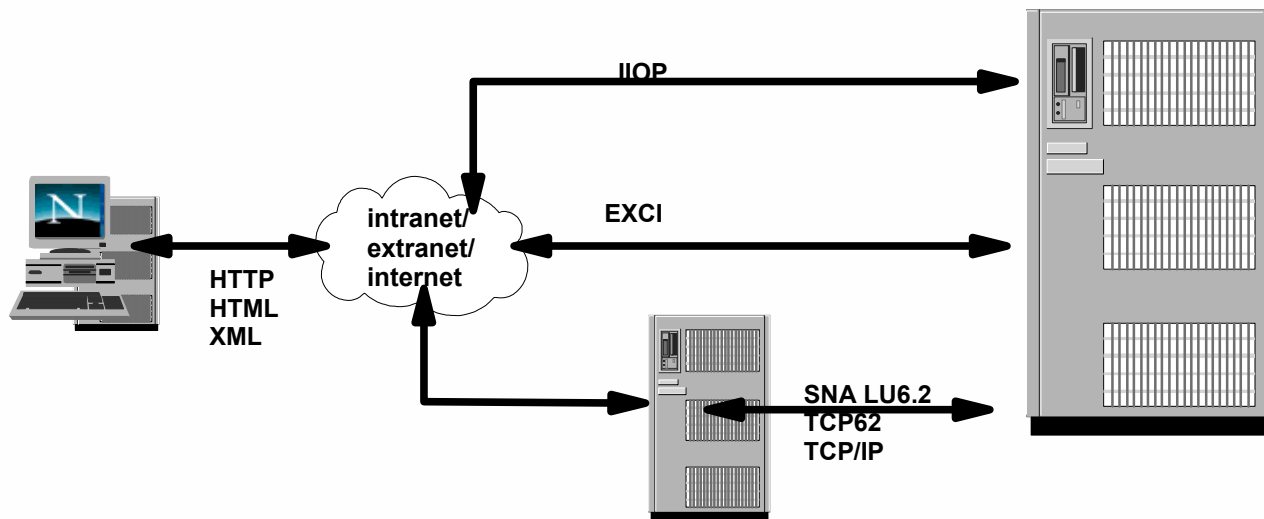 IIOP
N
intranet/
extranet/
internet
EXCI
HTTP
HTML
XML
SNA LU6.2
TCP62
TCP/IP